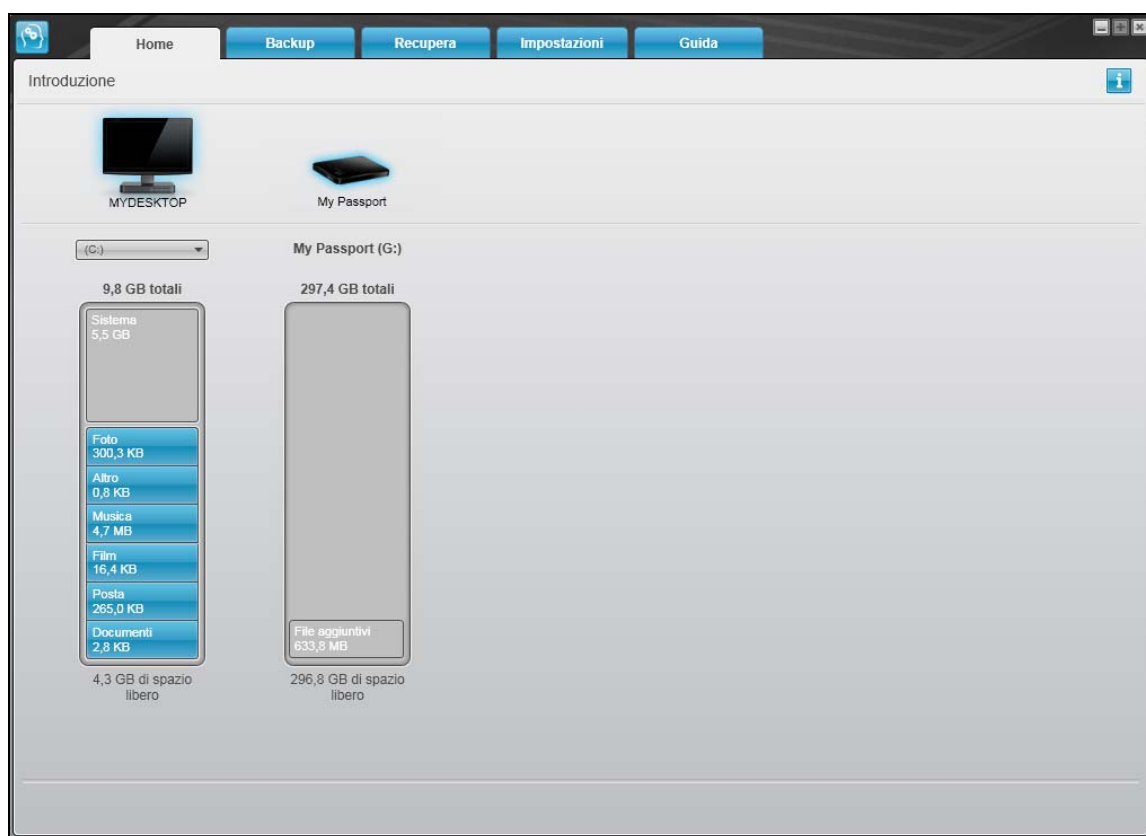 Home
Backup
Recupera
Impostazioni
Guida
Introduzione
i
MYDESKTOP
My Passport
(C:)
My Passport (G:)
9,8 GB totali
297,4 GB totali
Sistema
5,5 GB
Foto
300,3 KB
Altro
0,8 KB
Musica
4,7 MB
Film
16,4 KB
Posta
265,0 KB
Documenti
2,8 KB
File aggiuntivi
633,8 MB
4,3 GB di spazio
libero
296,8 GB di spazio
libero